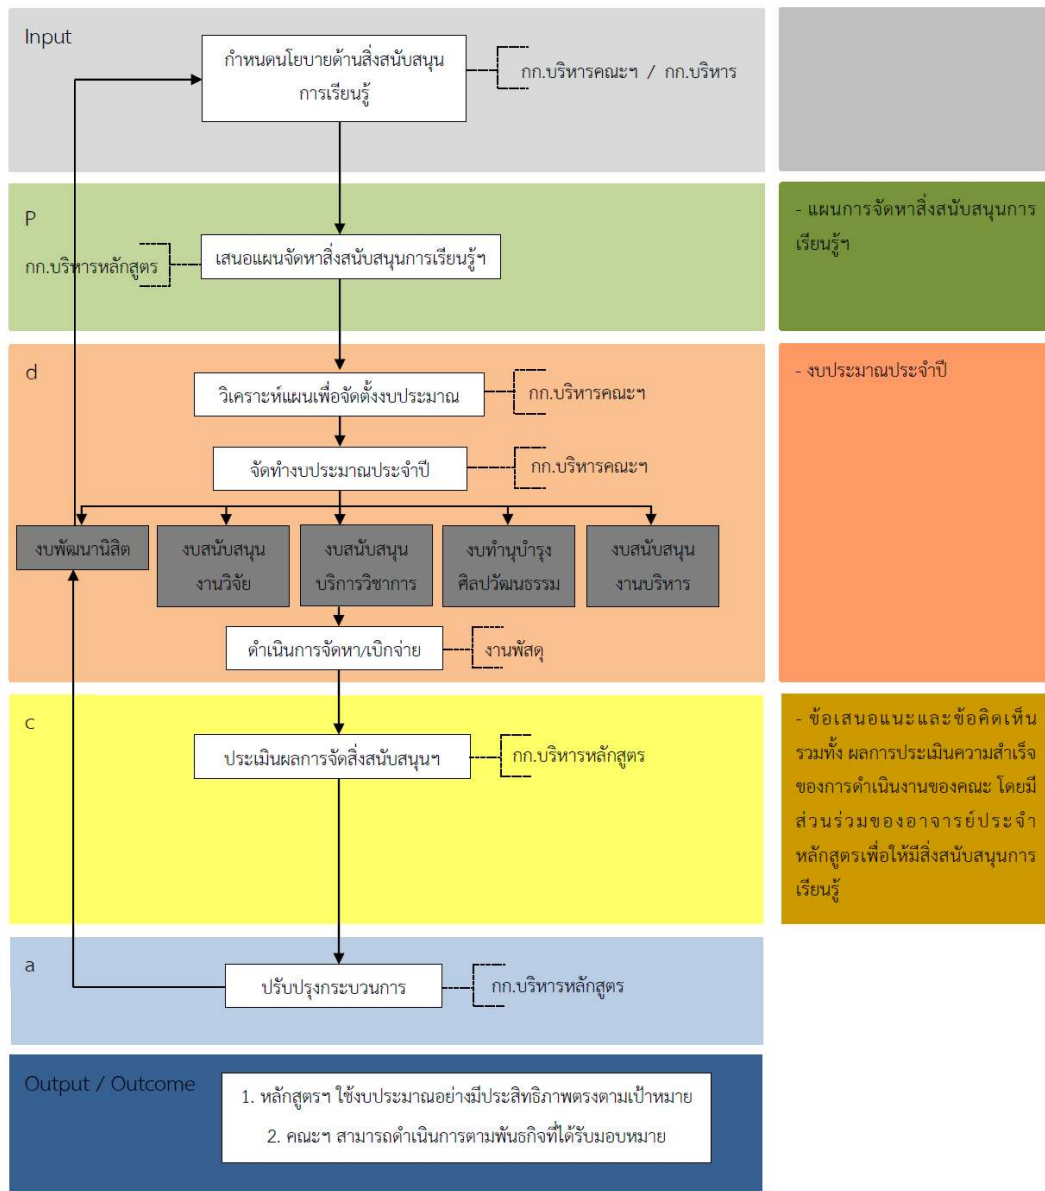 Input
กำหนดนโยบายด้านสิ่งสนับสนุน
การเรียนรู้
กก.บริหารคณะฯ / กก.บริหาร
P
เสนอแผนจัดหาสิ่งสนับสนุนการเรียนรู้ฯ
กก.บริหารหลักสูตร
- แผนการจัดหาสิ่งสนับสนุนการ
เรียนรู้ฯ
d
วิเคราะห์แผนเพื่อจัดตั้งงบประมาณ
กก.บริหารคณะฯ
- งบประมาณประจำปี
จัดทำงบประมาณประจำปี
กก.บริหารคณะฯ
งบพัฒนานิสิต
งบสนับสนุน
งานวิจัย
งบสนับสนุน
บริการวิชาการ
งบทำนุบำรุง
ศิลปวัฒนธรรม
งบสนับสนุน
งานบริหาร
ดำเนินการจัดหา/เบิกจ่าย
งานพัสดุ
c
ประเมินผลการจัดสิ่งสนับสนุนฯ
กก.บริหารหลักสูตร
- ข้อเสนอแนะและข้อคิดเห็น
รวมทั้ง ผลการประเมินความสำเร็จ
ของการดำเนินงานของคณะ โดยมี
ส่วนร่วมของอาจารย์ประจำ
หลักสูตรเพื่อให้มีสิ่งสนับสนุนการ
เรียนรู้
a
ปรับปรุงกระบวนการ
กก.บริหารหลักสูตร
Output / Outcome
1. หลักสูตรฯ ใช้งบประมาณอย่างมีประสิทธิภาพตรงตามเป้าหมาย
2. คณะฯ สามารถดำเนินการตามพันธกิจที่ได้รับมอบหมาย